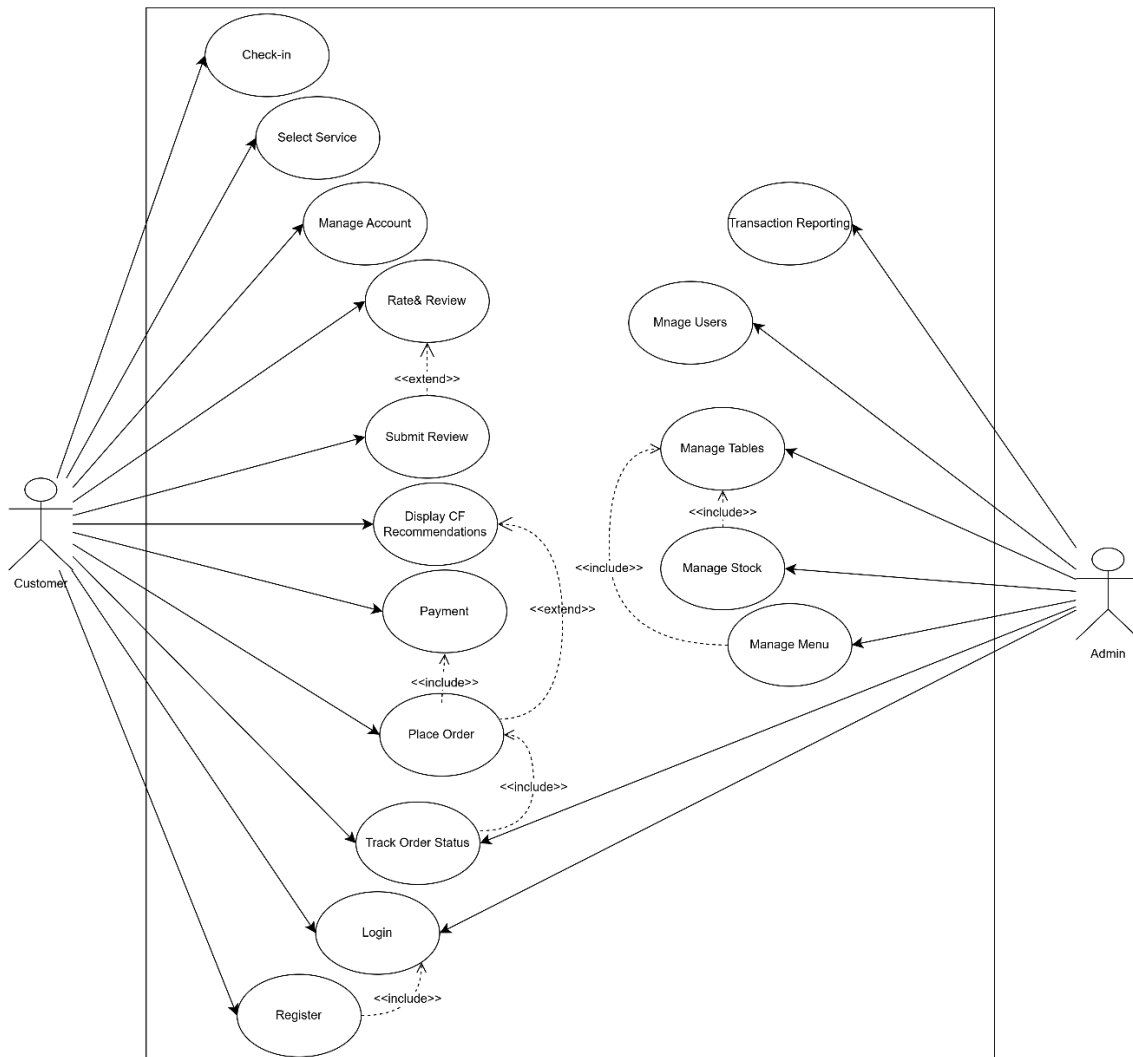 Check-in
Select Service
Manage Account
Transaction Reporting
Rate& Review
Mnage Users
<<extend>>
Submit Review
Manage Tables
Display CF
Recommendations
<<include>>
Customer
<<include>>
Manage Stock
Payment
<<extend>>
Manage Menu
Admin
<<include>>
Place Order
<<include>>
Track Order Status
Login
<<include>>
Register